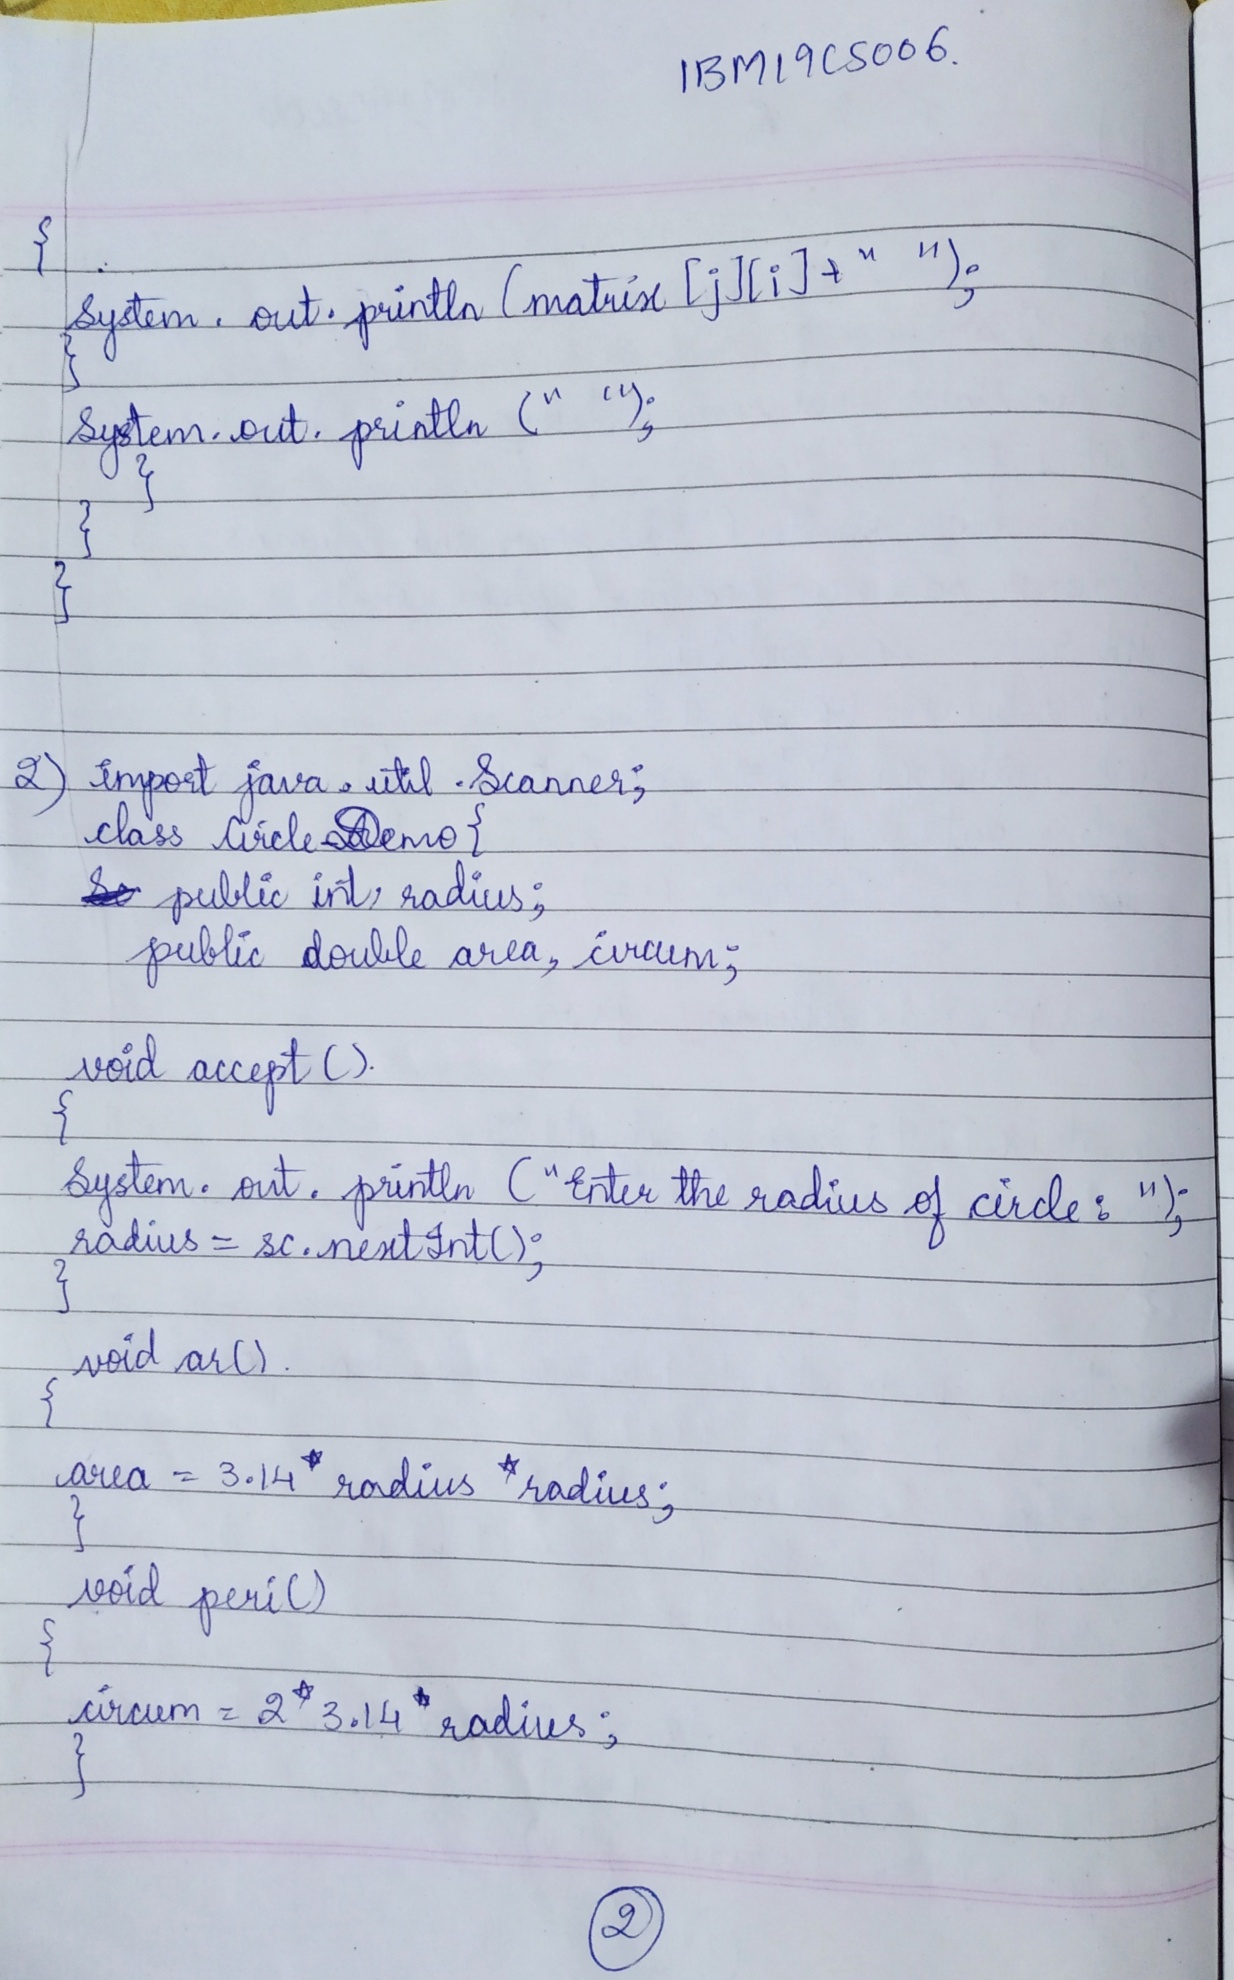 1BM19CS006.
{
System.out.println(matrix[j][i]+" ");
}
System.out.println(" ");
}
}
}
2) import java.util.Scanner;
class CircleDemo{
public int radius;
public double area, circum;
void accept().
{
System.out.println("Enter the radius of circle: ");
radius = sc.nextInt();
}
void ar().
{
area = 3.14* radius *radius;
}
void peri()
{
circum = 2*3.14* radius;
}
2